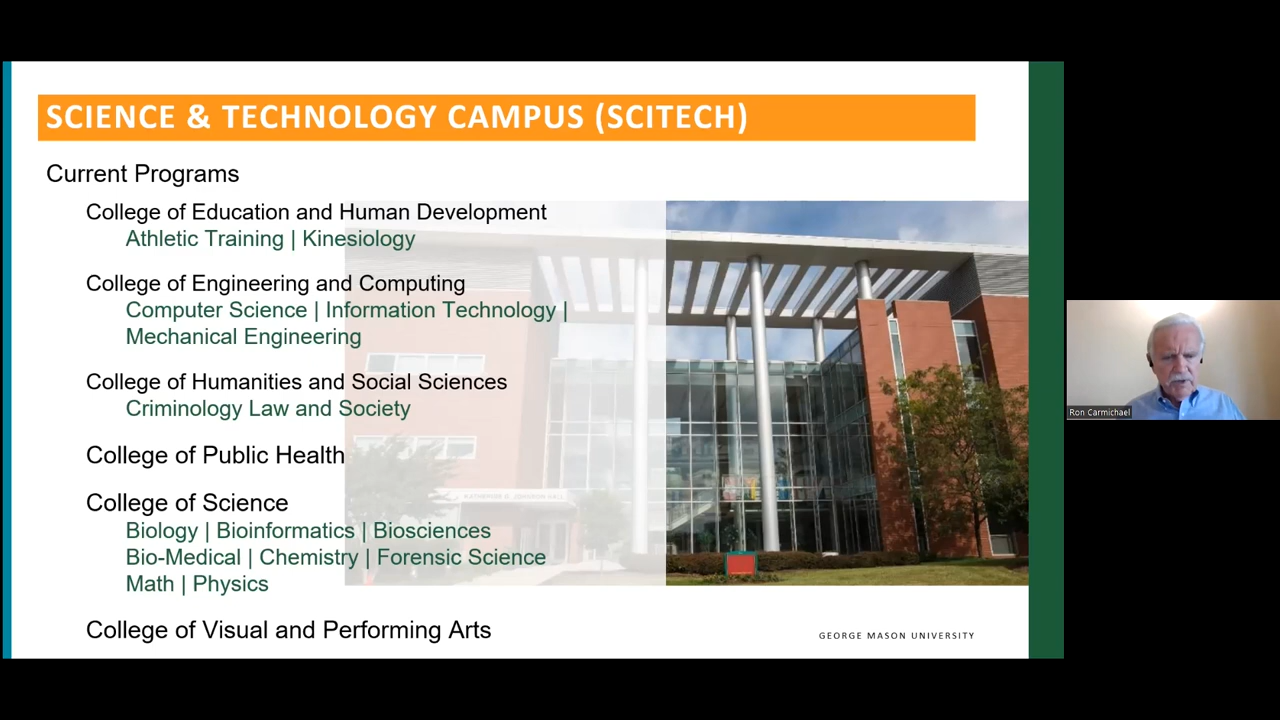 SCIENCE & TECHNOLOGY CAMPUS (SCITECH)
Current Programs
College of Education and Human Development
Athletic Training | Kinesiology
College of Engineering and Computing
Computer Science | Information Technology |
Mechanical Engineering
College of Humanities and Social Sciences
Criminology Law and Society
College of Public Health
College of Science
Biology | Bioinformatics | Biosciences
Bio-Medical | Chemistry | Forensic Science
Math | Physics
College of Visual and Performing Arts
KATHERINE G. JOHNSON HALL
GEORGE MASON UNIVERSITY
Ron Carmichael